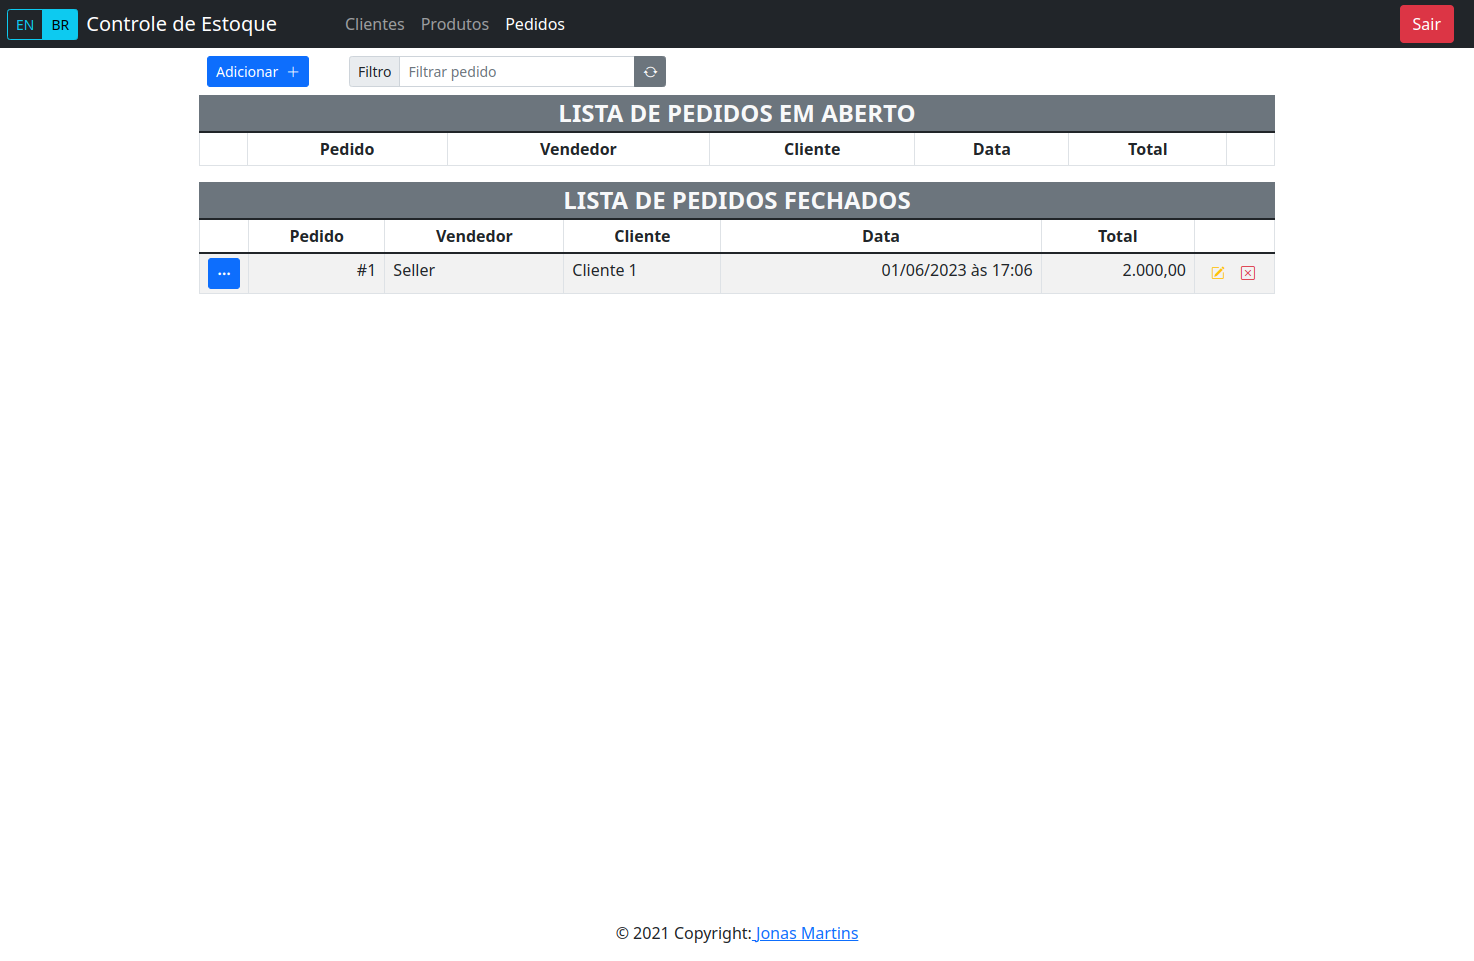 EN BR Controle de Estoque Clientes Produtos Pedidos Sair
Adicionar + Filtro Filtrar pedido
LISTA DE PEDIDOS EM ABERTO
Pedido Vendedor Cliente Data Total
LISTA DE PEDIDOS FECHADOS
Pedido Vendedor Cliente Data Total
... #1 Seller Cliente 1 01/06/2023 às 17:06 2.000,00
© 2021 Copyright: Jonas Martins